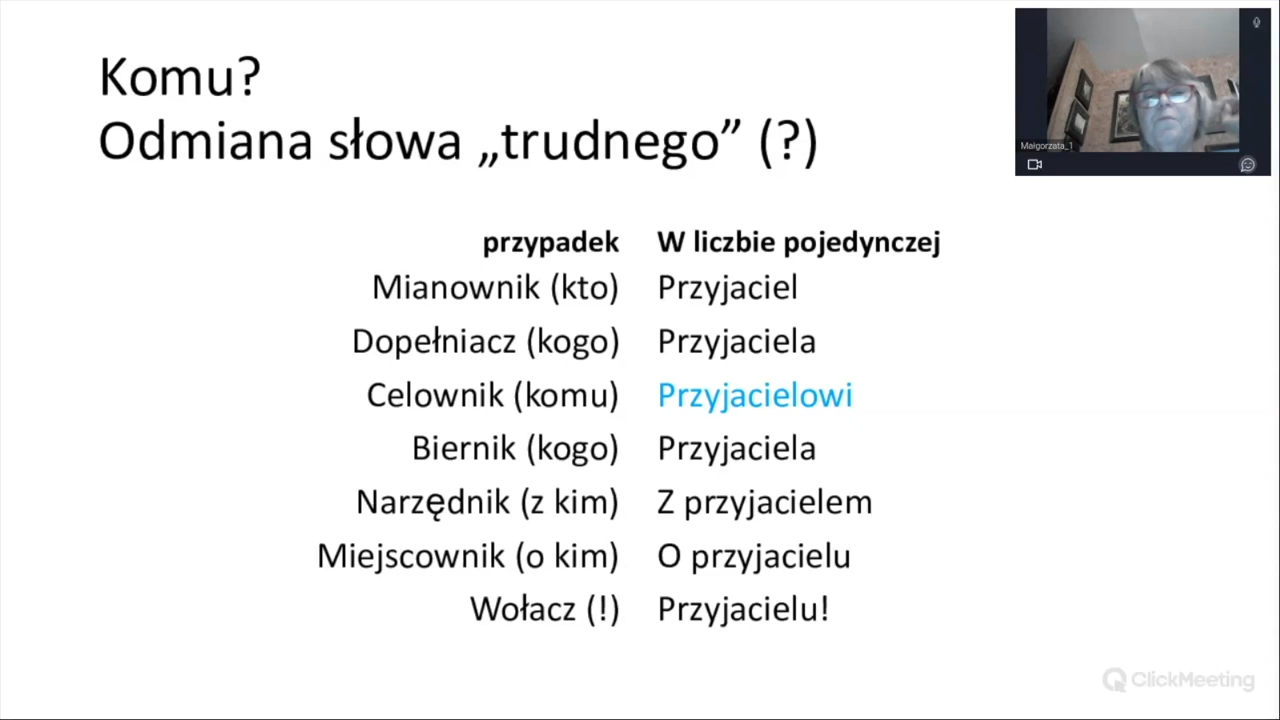 Komu?
Odmiana słowa „trudnego” (?)
Małgorzata_1
przypadek W liczbie pojedynczej
Mianownik (kto) Przyjaciel
Dopełniacz (kogo) Przyjaciela
Celownik (komu) Przyjacielowi
Biernik (kogo) Przyjaciela
Narzędnik (z kim) Z przyjacielem
Miejscownik (o kim) O przyjacielu
Wołacz (!) Przyjacielu!
ClickMeeting